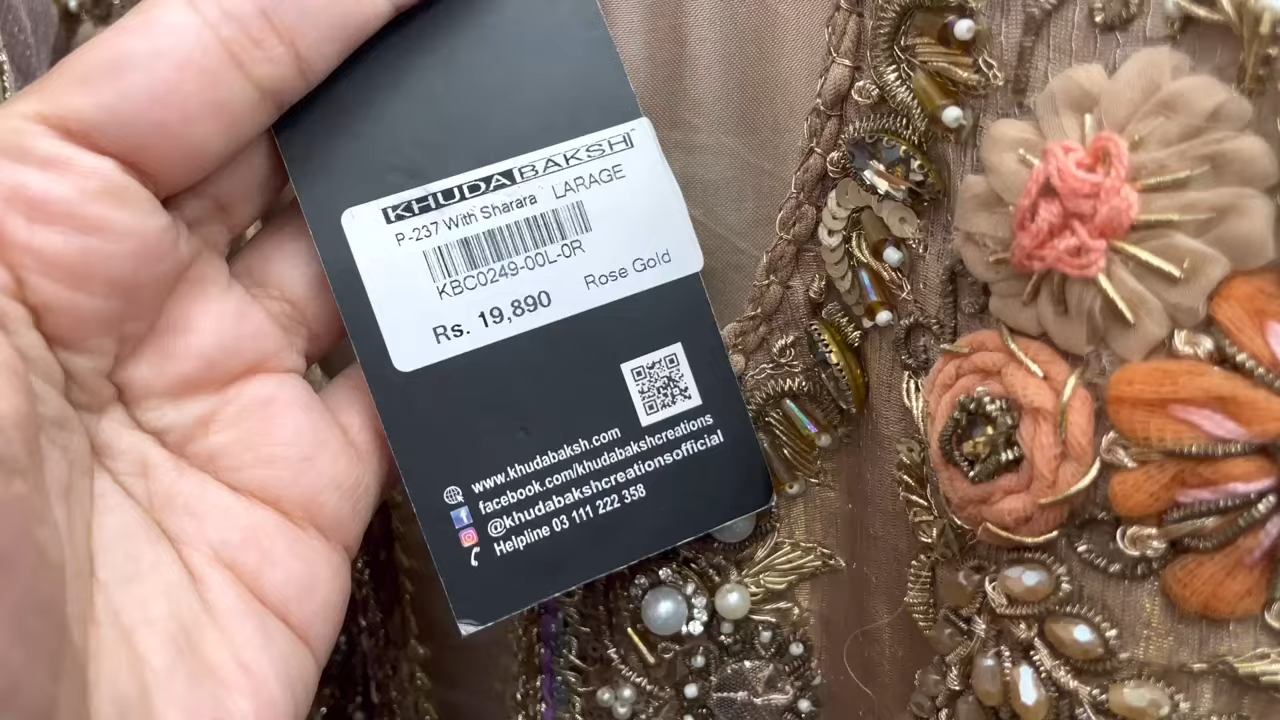 KHUDA BAKSH
P-237 With Sharara LARAGE
KBC0249-00L-0R
Rs. 19,890 Rose Gold
www.khudabaksh.com
facebook.com/khudabakshcreations
@khudabakshcreationsofficial
Helpline 03 111 222 358